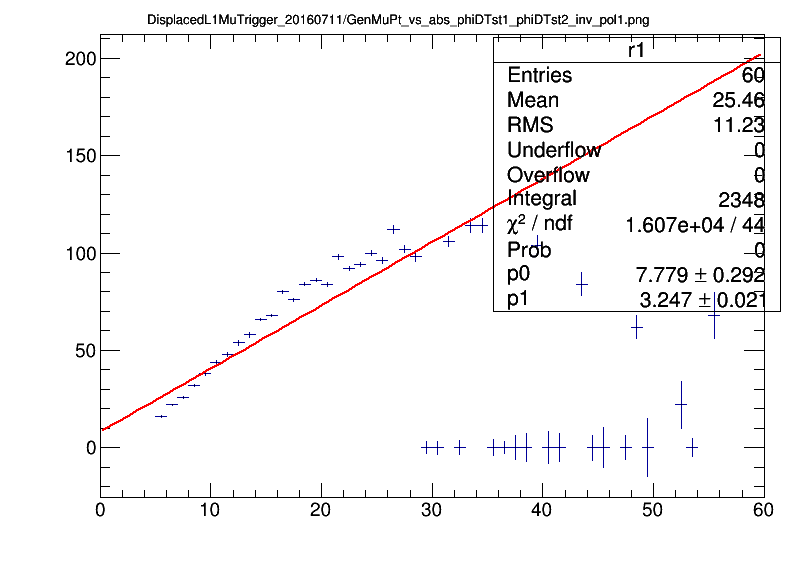 DisplacedL1MuTrigger_20160711/GenMuPt_vs_abs_phiDTst1_phiDTst2_inv_pol1.png
r1
Entries 60
Mean 25.46
RMS 11.23
Underflow 0
Overflow 0
Integral 2348
χ² / ndf 1.607e+04 / 44
Prob 0
p0 7.779 ± 0.292
p1 3.247 ± 0.021
200
150
100
50
0
0 10 20 30 40 50 60